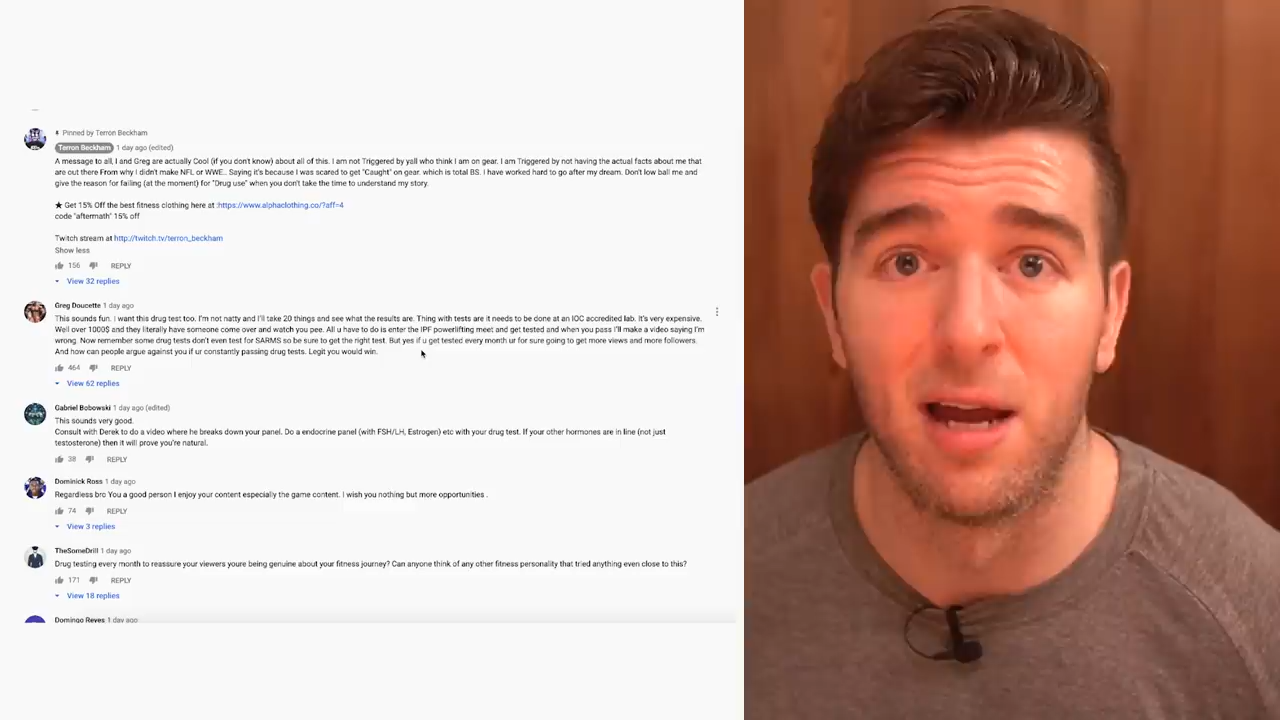 Pinned by Terron Beckham
Terron Beckham 1 day ago (edited)
A message to all, I and Greg are actually Cool (if you don't know) about all of this. I am not Triggered by yall who think I am on gear. I am Triggered by not having the actual facts about me that
are out there From why I didn't make NFL or WWE.. Saying it's because I was scared to get "Caught" on gear. which is total BS. I have worked hard to go after my dream. Don't low ball me and
give the reason for failing (at the moment) for "Drug use" when you don't take the time to understand my story.
★ Get 15% Off the best fitness clothing here at :https://www.alphaclothing.co/?aff=4
code "aftermath" 15% off
Twitch stream at http://twitch.tv/terron_beckham
Show less
156 REPLY
View 32 replies
Greg Doucette 1 day ago
This sounds fun. I want this drug test too. I'm not natty and I'll take 20 things and see what the results are. Thing with tests are it needs to be done at an IOC accredited lab. It's very expensive.
Well over 1000$ and they literally have someone come over and watch you pee. All u have to do is enter the IPF powerlifting meet and get tested and when you pass I'll make a video saying I'm
wrong. Now remember some drug tests don't even test for SARMS so be sure to get the right test. But yes if u get tested every month ur for sure going to get more views and more followers.
And how can people argue against you if ur constantly passing drug tests. Legit you would win.
464 REPLY
View 62 replies
Gabriel Bobowski 1 day ago (edited)
This sounds very good.
Consult with Derek to do a video where he breaks down your panel. Do a endocrine panel (with FSH/LH, Estrogen) etc with your drug test. If your other hormones are in line (not just
testosterone) then it will prove you're natural.
38 REPLY
Dominick Ross 1 day ago
Regardless bro You a good person I enjoy your content especially the game content. I wish you nothing but more opportunities .
74 REPLY
View 3 replies
TheSomeDrill 1 day ago
Drug testing every month to reassure your viewers youre being genuine about your fitness journey? Can anyone think of any other fitness personality that tried anything even close to this?
171 REPLY
View 18 replies
Domingo Reyes 1 day ago